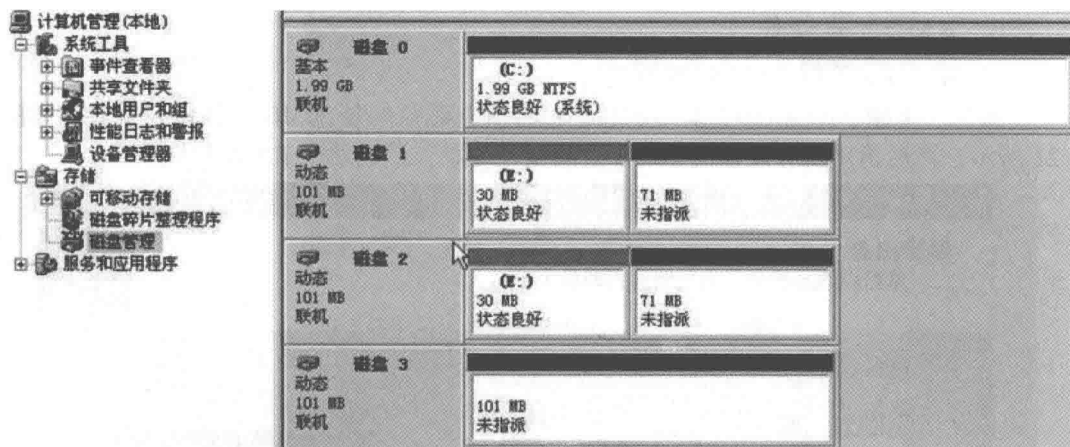 计算机管理(本地)
系统工具
事件查看器
共享文件夹
本地用户和组
性能日志和警报
设备管理器
存储
可移动存储
磁盘碎片整理程序
磁盘管理
服务和应用程序
磁盘 0
基本
1.99 GB
联机
(C:)
1.99 GB NTFS
状态良好 (系统)
磁盘 1
动态
101 MB
联机
(E:)
30 MB
状态良好
71 MB
未指派
磁盘 2
动态
101 MB
联机
(E:)
30 MB
状态良好
71 MB
未指派
磁盘 3
动态
101 MB
联机
101 MB
未指派